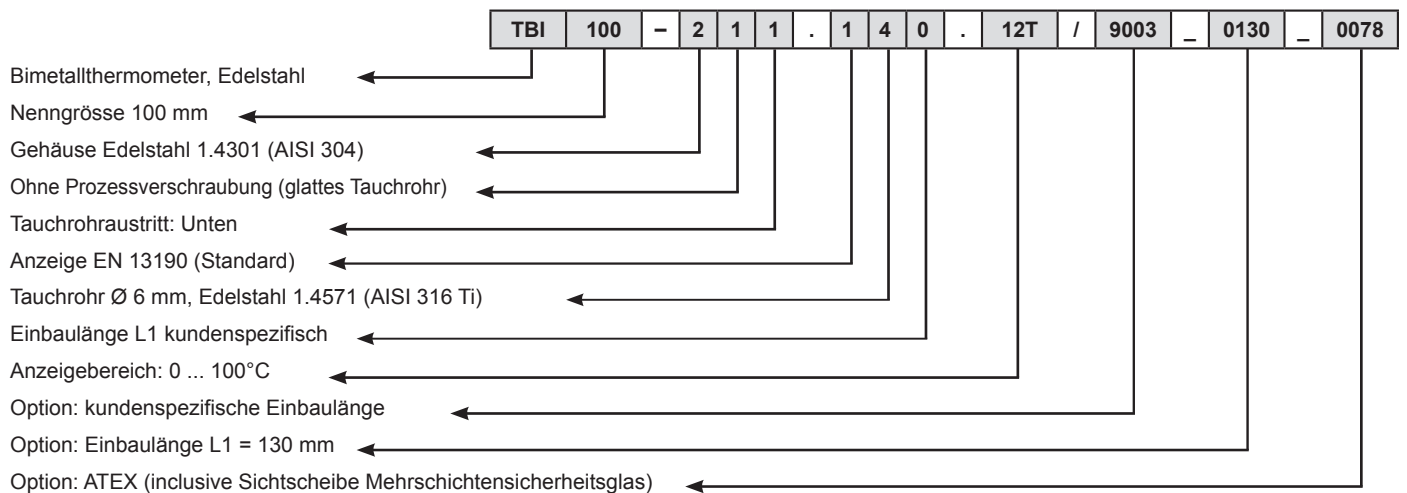 TBI 100 – 2 1 1 . 1 4 0 . 12T / 9003 _ 0130 _ 0078
Bimetallthermometer, Edelstahl
Nenngrösse 100 mm
Gehäuse Edelstahl 1.4301 (AISI 304)
Ohne Prozessverschraubung (glattes Tauchrohr)
Tauchrohraustritt: Unten
Anzeige EN 13190 (Standard)
Tauchrohr Ø 6 mm, Edelstahl 1.4571 (AISI 316 Ti)
Einbaulänge L1 kundenspezifisch
Anzeigebereich: 0 ... 100°C
Option: kundenspezifische Einbaulänge
Option: Einbaulänge L1 = 130 mm
Option: ATEX (inclusive Sichtscheibe Mehrschichtensicherheitsglas)